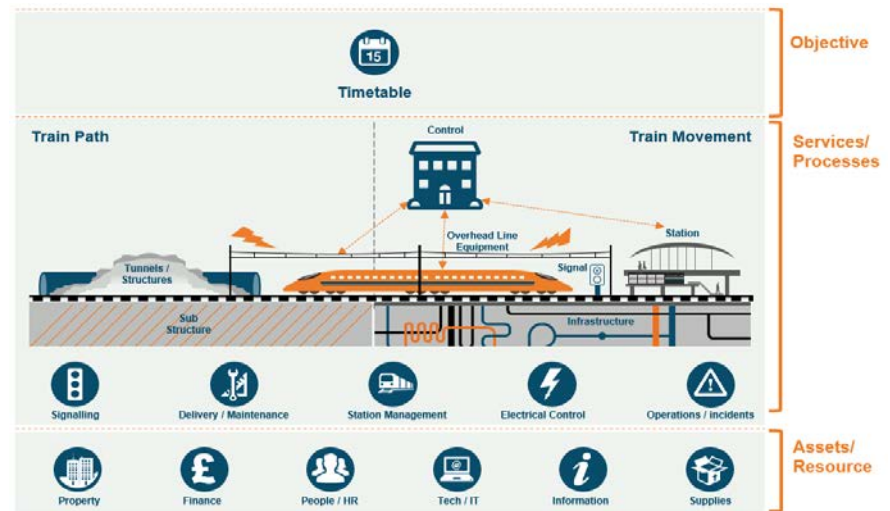 15
Timetable
Objective
Train Path
Control
Train Movement
Services/
Processes
Overhead Line
Equipment
Station
Signal
Tunnels /
Structures
Sub
Structure
Infrastructure
Signalling
Delivery / Maintenance
Station Management
Electrical Control
Operations / incidents
Assets/
Resource
£
Property
Finance
People / HR
Tech / IT
Information
Supplies